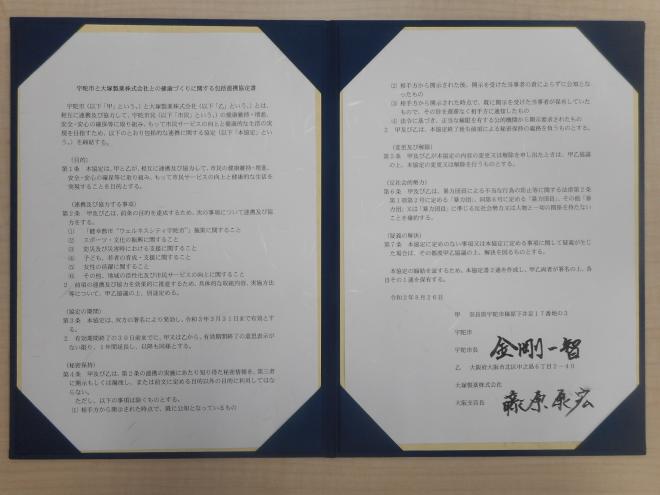 宇陀市と大塚製薬株式会社との健康づくりに関する包括連携協定書
宇陀市（以下「甲」という。）と大塚製薬株式会社（以下「乙」という。）とは、
相互に連携及び協力して、宇陀市民（以下「市民」という。）の健康維持・増進、
安全・安心の確保等に取り組み、もって市民サービスの向上と健康的な生活の実
現を目指すため、以下のとおり包括的な連携に関する協定（以下「本協定」とい
う。）を締結する。
（目的）
第１条　本協定は、甲と乙が、相互に連携及び協力して、市民の健康維持・増進、
安全・安心の確保等に取り組み、もって市民サービスの向上と健康的な生活を
実現することを目的とする。
（連携及び協力する事項）
第２条　甲及び乙は、前条の目的を達成するため、次の事項について連携及び協
力をする。
⑴　「健幸都市“ウェルネスシティ宇陀市”」施策に関すること
⑵　スポーツ・文化の振興に関すること
⑶　防災及び災害時における支援に関すること
⑷　子ども、若者の育成・支援に関すること
⑸　女性の活躍に関すること
⑹　その他、地域の活性化及び市民サービスの向上に関すること
２　前項の連携及び協力を効果的に推進するため、具体的な取組内容、実施方法
等について、甲乙協議の上、別途定める。
（協定の期間）
第３条　本協定は、双方の署名により発効し、令和３年３月３１日まで有効とす
る。
２　有効期間終了の３０日前までに、甲又は乙から、有効期間終了の意思表示が
ない限り、１年間延長し、以降も同様とする。
（秘密保持）
第４条　甲及び乙は、第２条の連携の実施にあたり知り得た秘密情報を、第三者
に開示もしくは漏洩し、または前文に定める目的以外の目的に利用してはな
らない。
ただし、以下の事項は除くものとする。
⑴ 相手方から開示された時点で、既に公知となっているもの
⑵ 相手方から開示された後、開示を受けた当事者の責によらずに公知となっ
たもの
⑶ 相手方から開示された時点で、既に開示を受けた当事者が保有していた
もので、その旨を遅滞なく相手方に通知したもの
⑷ 法令に基づき、正当な権限を有する公的機関から開示要求されたもの
２　甲及び乙は、本協定終了後も前項による秘密保持の義務を負うものとする。
（変更及び解除）
第５条　甲及び乙が本協定の内容の変更又は解除を申し出たときは、甲乙協議
の上、本協定の変更又は解除を行うものとする。
（反社会的勢力）
第６条　甲及び乙は、暴力団員による不当な行為の防止等に関する法律第２条
第１項第２号に定める「暴力団」、同第６号に定める「暴力団員」、その他「暴力
団」又は「暴力団員」に準じる反社会勢力又は人物と一切の関係を持たない
ことを確約する。
（疑義の解決）
第７条　本協定に定めのない事項又は本協定に定める事項に関して疑義が生じ
た場合は、その都度甲乙協議の上、解決を図るものとする。
本協定の締結を証するため、本協定書２通を作成し、甲乙両者が署名の上、各
自その１通を保有する。
令和２年８月２６日
甲　奈良県宇陀市榛原下井足１７番地の３
宇陀市
宇陀市長　金剛一智
乙　大阪府大阪市北区中之島６丁目２－４０
大塚製薬株式会社
大阪支店長　藤原康宏